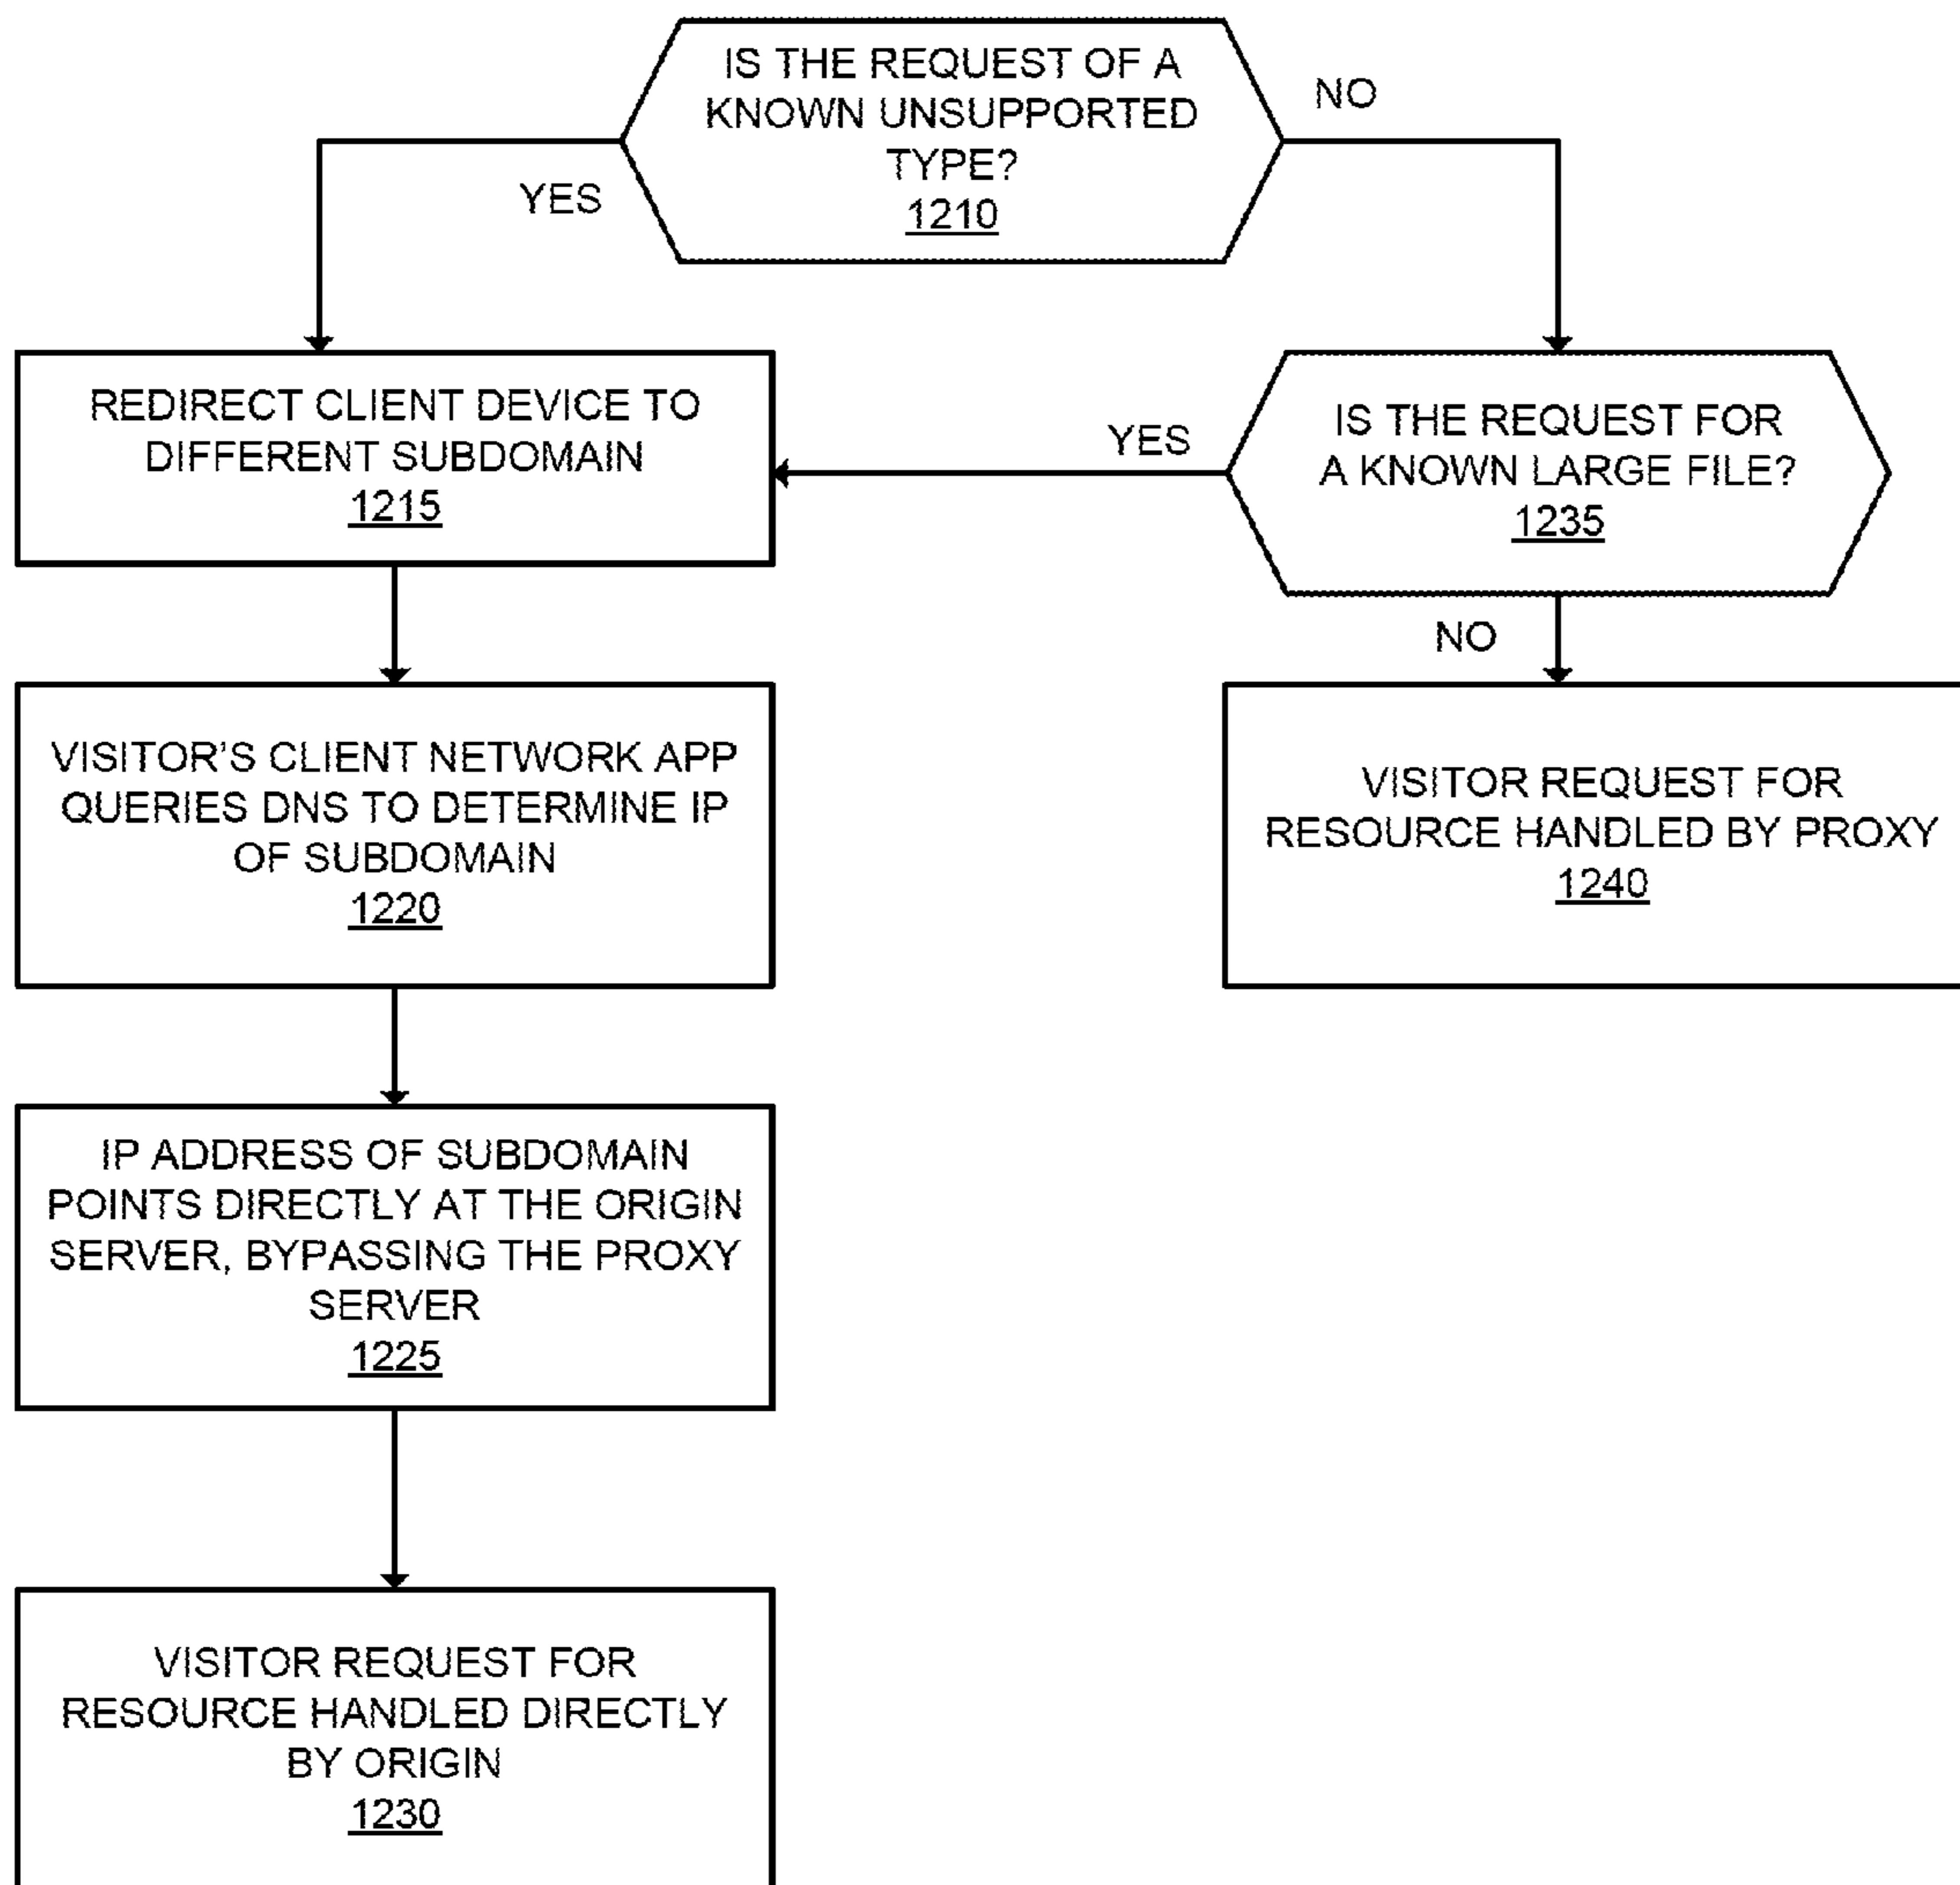 IS THE REQUEST OF A
KNOWN UNSUPPORTED
TYPE?
1210
NO
YES
REDIRECT CLIENT DEVICE TO
DIFFERENT SUBDOMAIN
1215
YES
IS THE REQUEST FOR
A KNOWN LARGE FILE?
1235
NO
VISITOR'S CLIENT NETWORK APP
QUERIES DNS TO DETERMINE IP
OF SUBDOMAIN
1220
VISITOR REQUEST FOR
RESOURCE HANDLED BY PROXY
1240
IP ADDRESS OF SUBDOMAIN
POINTS DIRECTLY AT THE ORIGIN
SERVER, BYPASSING THE PROXY
SERVER
1225
VISITOR REQUEST FOR
RESOURCE HANDLED DIRECTLY
BY ORIGIN
1230